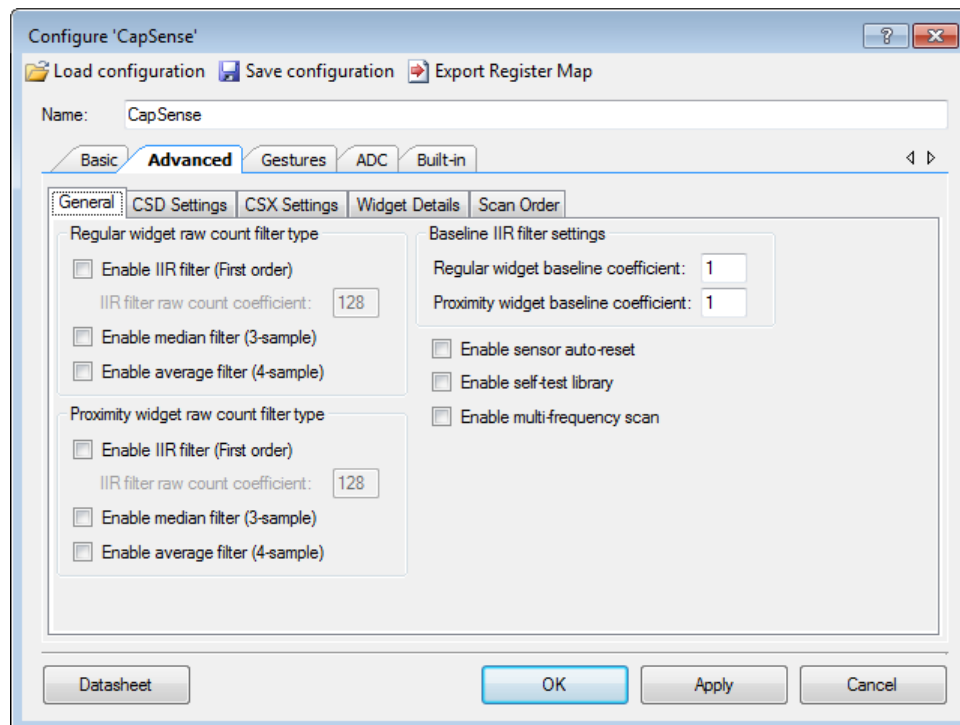 Configure 'CapSense'
Load configuration Save configuration Export Register Map
Name: CapSense
Basic Advanced Gestures ADC Built-in
General CSD Settings CSX Settings Widget Details Scan Order
Regular widget raw count filter type
Enable IIR filter (First order)
IIR filter raw count coefficient: 128
Enable median filter (3-sample)
Enable average filter (4-sample)
Proximity widget raw count filter type
Enable IIR filter (First order)
IIR filter raw count coefficient: 128
Enable median filter (3-sample)
Enable average filter (4-sample)
Baseline IIR filter settings
Regular widget baseline coefficient: 1
Proximity widget baseline coefficient: 1
Enable sensor auto-reset
Enable self-test library
Enable multi-frequency scan
Datasheet OK Apply Cancel